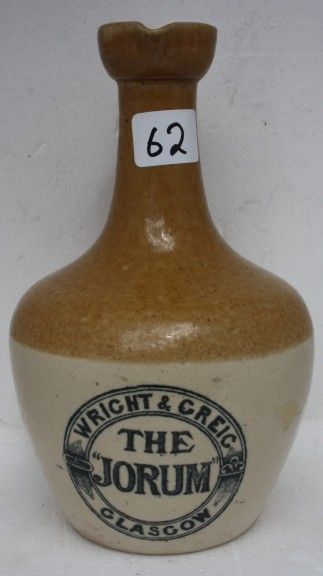 62
WRIGHT & GREIG
THE
"JORUM"
GLASGOW